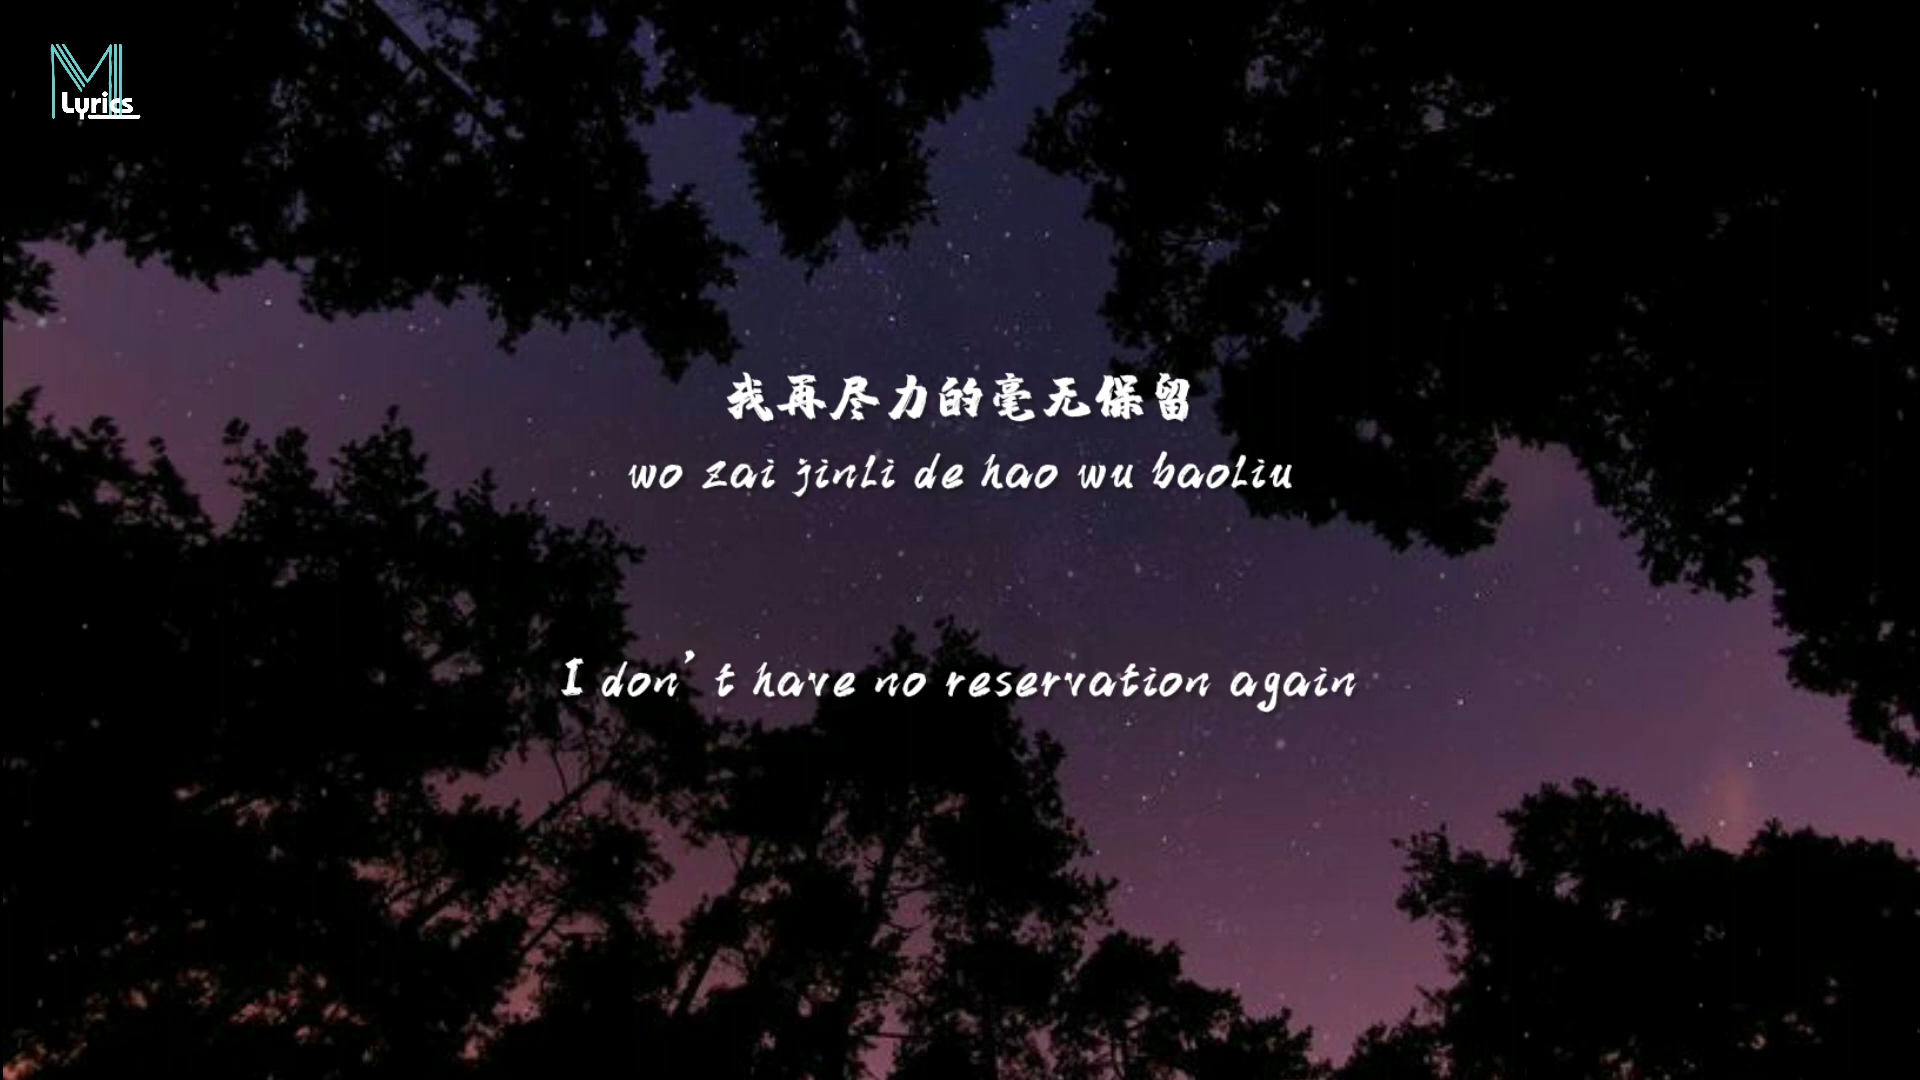 M
Lyrics
我再尽力的毫无保留
wo zai jinli de hao wu baoliu
I don’t have no reservation again